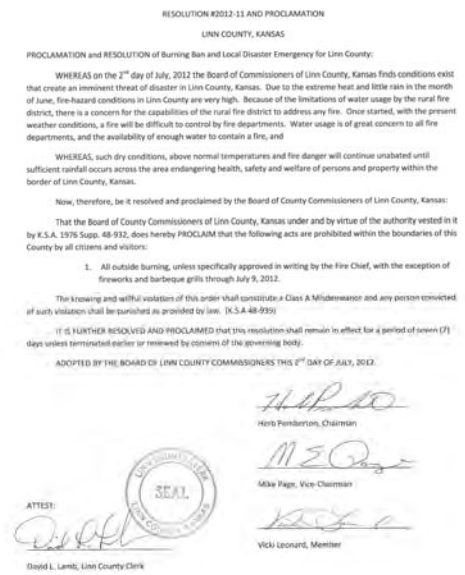 RESOLUTION #2012-11 AND PROCLAMATION
LINN COUNTY, KANSAS
PROCLAMATION and RESOLUTION of Burning Ban and Local Disaster Emergency for Linn County:
WHEREAS on the 2nd day of July, 2012 the Board of Commissioners of Linn County, Kansas finds conditions exist
that create an imminent threat of disaster in Linn County, Kansas. Due to the extreme heat and little rain in the month
of June, fire-hazard conditions in Linn County are very high. Because of the limitations of water usage by the rural fire
district, there is a concern for the capabilities of the rural fire district to address any fire. Once started, with the present
weather conditions, a fire will be difficult to control by fire departments. Water usage is of great concern to all fire
departments, and the availability of enough water to contain a fire, and
WHEREAS, such dry conditions, above normal temperatures and fire danger will continue unabated until
sufficient rainfall occurs across the area endangering health, safety and welfare of persons and property within the
border of Linn County, Kansas.
Now, therefore, be it resolved and proclaimed by the Board of County Commissioners of Linn County, Kansas:
That the Board of County Commissioners of Linn County, Kansas under and by virtue of the authority vested in it
by K.S.A. 1976 Supp. 48-932, does hereby PROCLAIM that the following acts are prohibited within the boundaries of this
County by all citizens and visitors:
1. All outside burning, unless specifically approved in writing by the Fire Chief, with the exception of
fireworks and barbeque grills through July 9, 2012.
The knowing and willful violation of this order shall constitute a Class A Misdemeanor and any person convicted
of such violation shall be punished as provided by law. (K.S.A 48-939)
IT IS FURTHER RESOLVED AND PROCLAIMED that this resolution shall remain in effect for a period of seven (7)
days unless terminated earlier or renewed by consent of the governing body.
ADOPTED BY THE BOARD OF LINN COUNTY COMMISSIONERS THIS 2nd DAY OF JULY, 2012.
Herb Pemberton, Chairman
Mike Page, Vice-Chairman
LINN COUNTY CLERK
SEAL
LINN COUNTY KANSAS
ATTEST:
Vicki Leonard, Member
David L. Lamb, Linn County Clerk